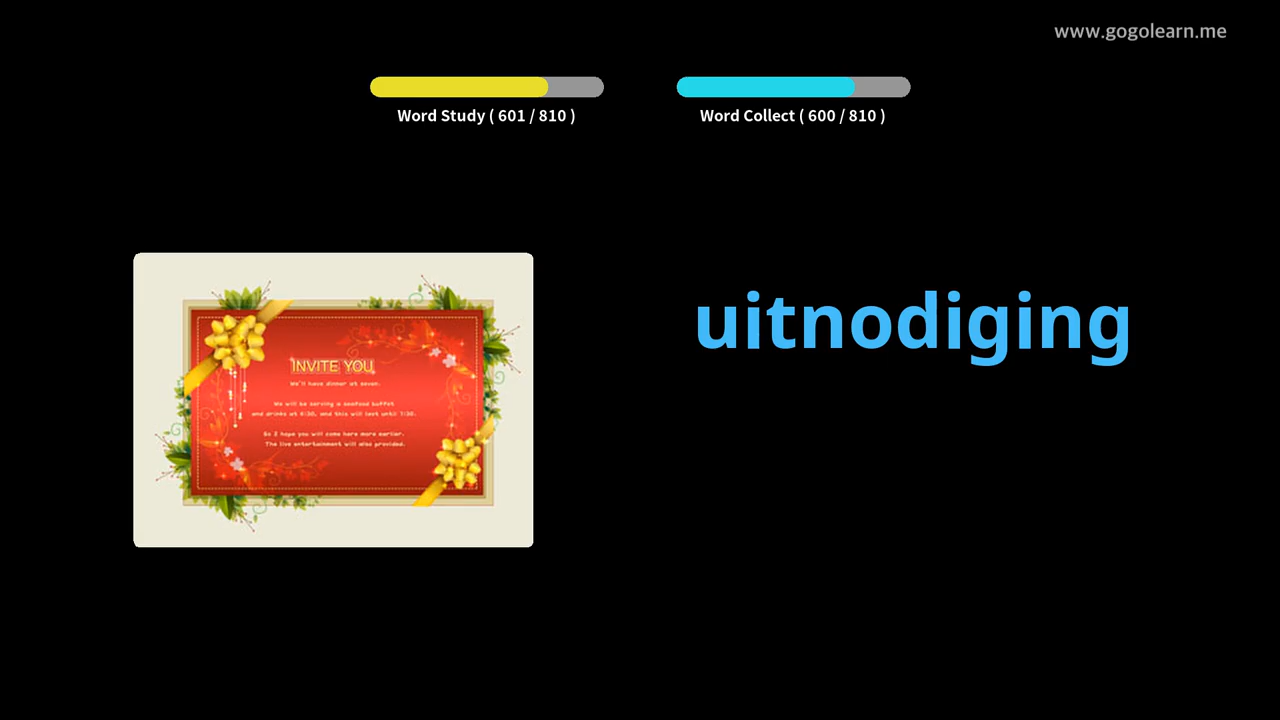 www.gogolearn.me
Word Study ( 601 / 810 )
Word Collect ( 600 / 810 )
uitnodiging
INVITE YOU
We'll have dinner at seven.
We will be serving a seafood buffet
and drinks at 6:30, and this will last until 7:30.
So I hope you will come here more earlier.
The live entertainment will also provided.